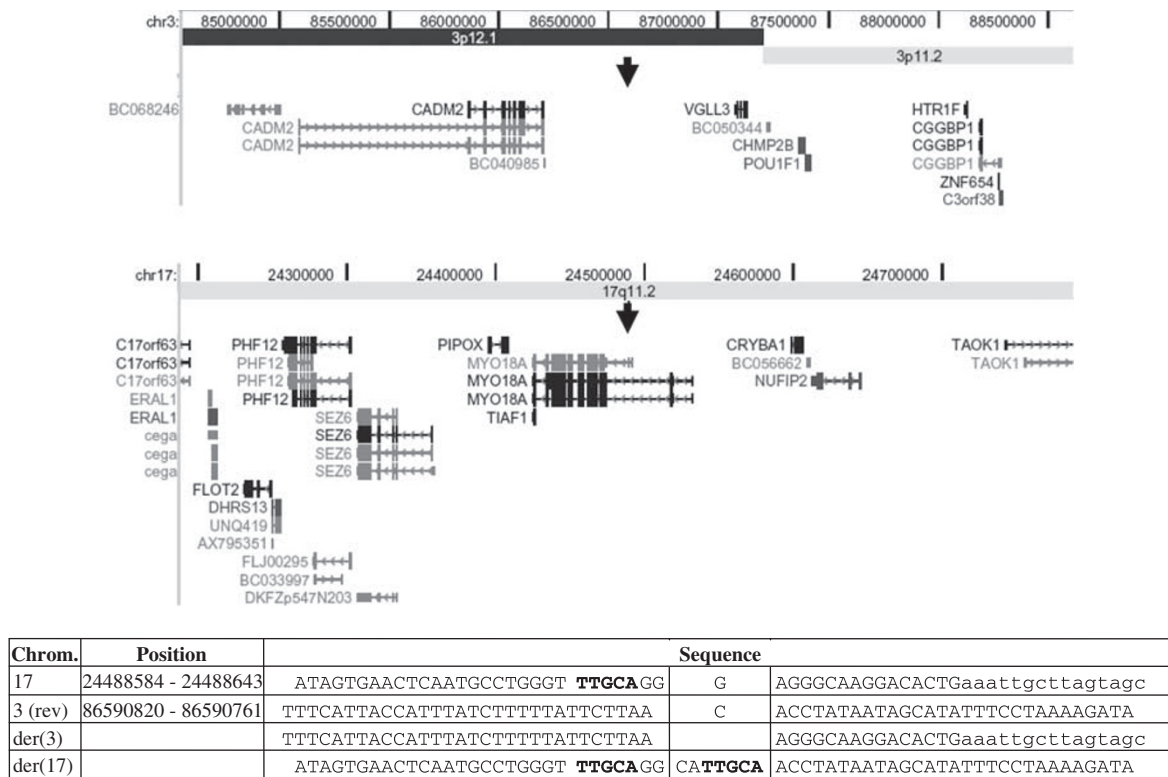 chr3: 85000000 85500000 86000000 86500000 87000000 87500000 88000000 88500000
3p12.1
3p11.2
BC068246 CADM2 VGLL3 HTR1F
CADM2 BC050344 CGGBP1
CADM2 CHMP2B CGGBP1
BC040985 POU1F1 CGGBP1
ZNF654
C3orf38
chr17: 24300000 24400000 24500000 24600000 24700000
17q11.2
C17orf63 PHF12 PIPOX CRYBA1 TAOK1
C17orf63 PHF12 MYO18A BC056662 TAOK1
C17orf63 PHF12 MYO18A NUFIP2
ERAL1 PHF12 MYO18A
ERAL1 SEZ6 TIAF1
cega SEZ6
cega SEZ6
cega SEZ6
FLOT2
DHRS13
UNQ419
AX795351
FLJ00295
BC033997
DKFZp547N203
Chrom. Position Sequence
17 24488584 - 24488643 ATAGTGAACTCAATGCCTGGGT TTGCAGG G AGGGCAAGGACACTGaaattgcttagtagc
3 (rev) 86590820 - 86590761 TTTCATTACCATTTATCTTTTTATTCTTAA C ACCTATAATAGCATATTTCCTAAAAGATA
der(3) TTTCATTACCATTTATCTTTTTATTCTTAA AGGGCAAGGACACTGaaattgcttagtagc
der(17) ATAGTGAACTCAATGCCTGGGT TTGCAGG CATTGCA ACCTATAATAGCATATTTCCTAAAAGATA